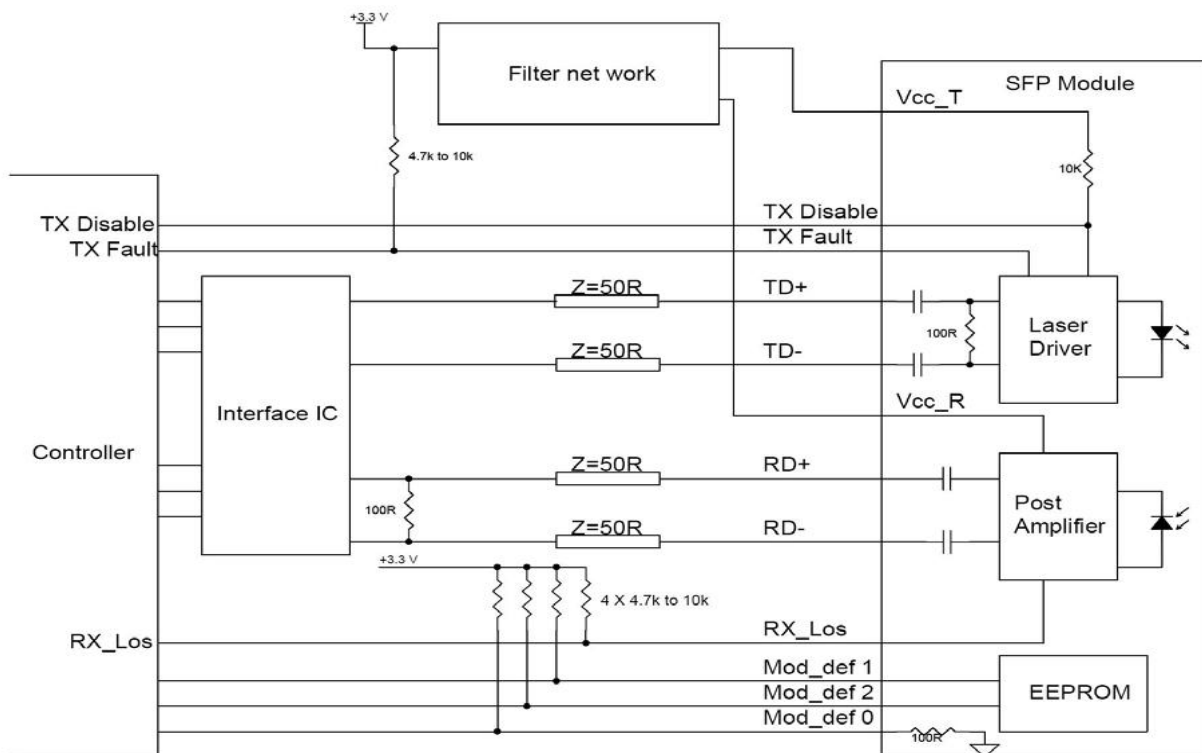 +3.3 V
Filter net work
SFP Module
Vcc_T
4.7k to 10k
10K
TX Disable
TX Disable
TX Fault
TX Fault
Z=50R
TD+
100R
Laser
Driver
Z=50R
TD-
Interface IC
Vcc_R
Controller
Z=50R
RD+
100R
Post
Amplifier
Z=50R
RD-
+3.3 V
4 X 4.7k to 10k
RX_Los
RX_Los
Mod_def 1
Mod_def 2
EEPROM
Mod_def 0
100R